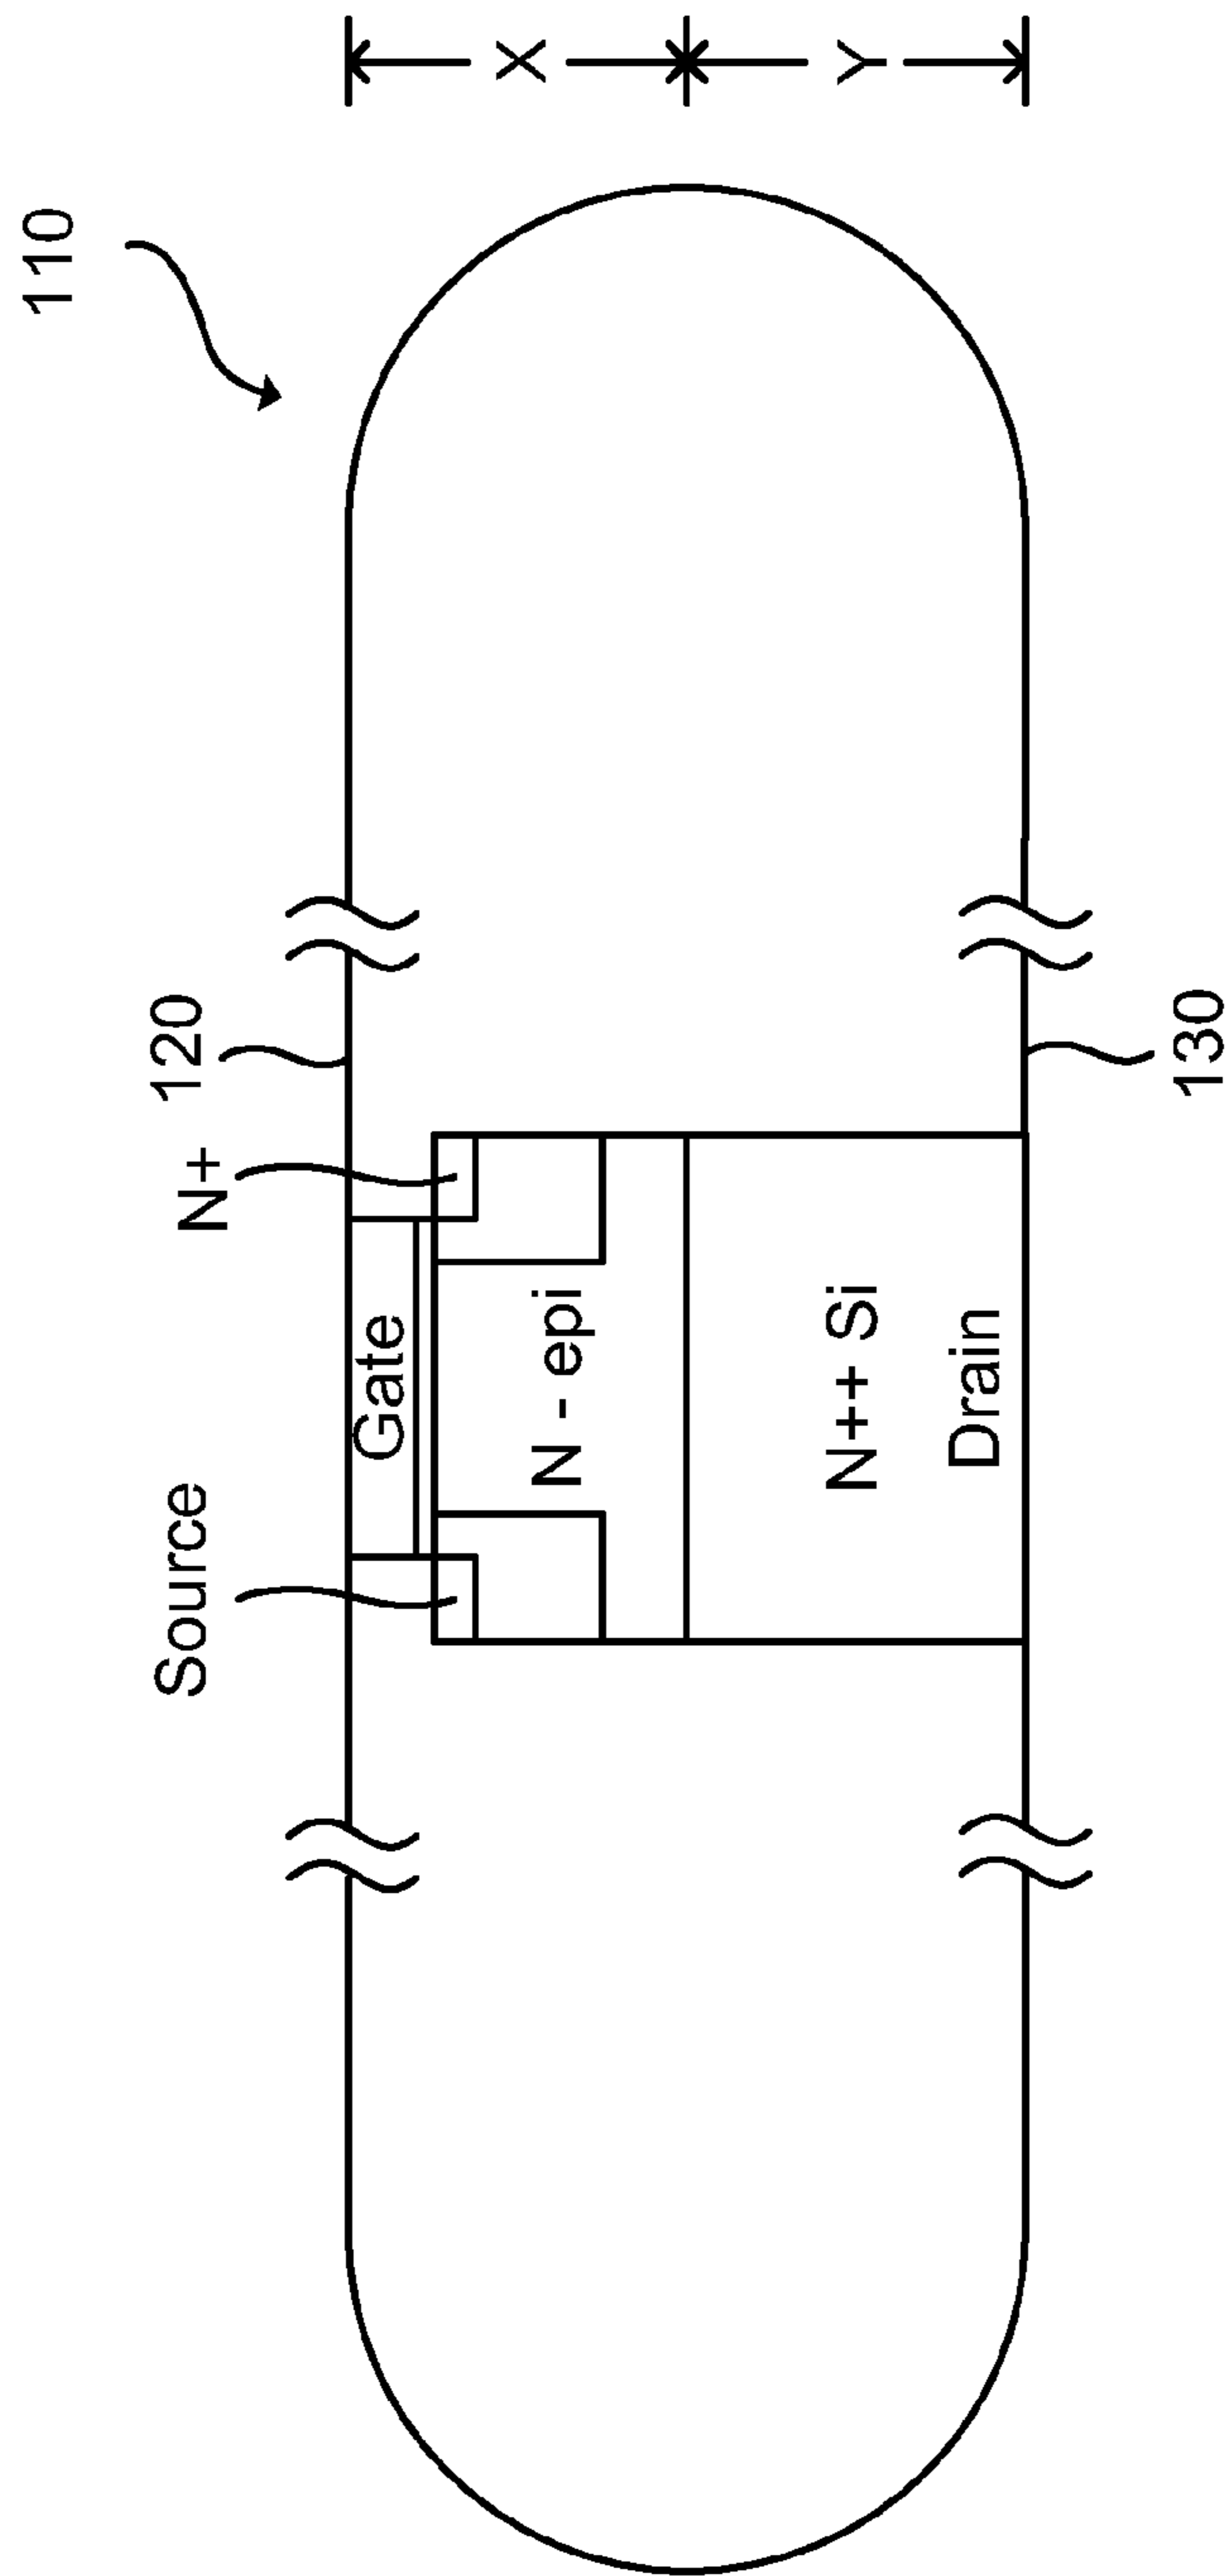 110
120
N+
Source
Gate
N - epi
N++ Si
Drain
130
X
Y